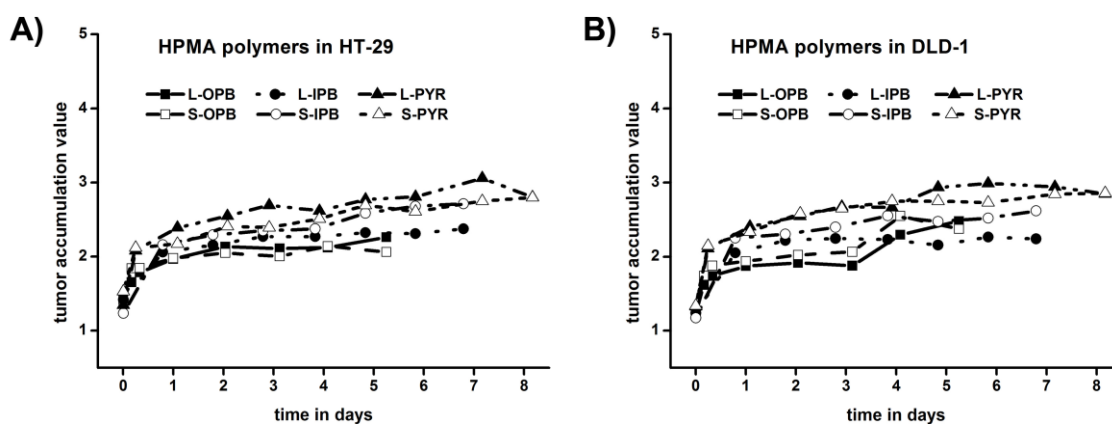 A)
HPMA polymers in HT-29
L-OPB L-IPB L-PYR
S-OPB S-IPB S-PYR
tumor accumulation value
5
4
3
2
1
0 1 2 3 4 5 6 7 8
time in days
B)
HPMA polymers in DLD-1
L-OPB L-IPB L-PYR
S-OPB S-IPB S-PYR
tumor accumulation value
5
4
3
2
1
0 1 2 3 4 5 6 7 8
time in days